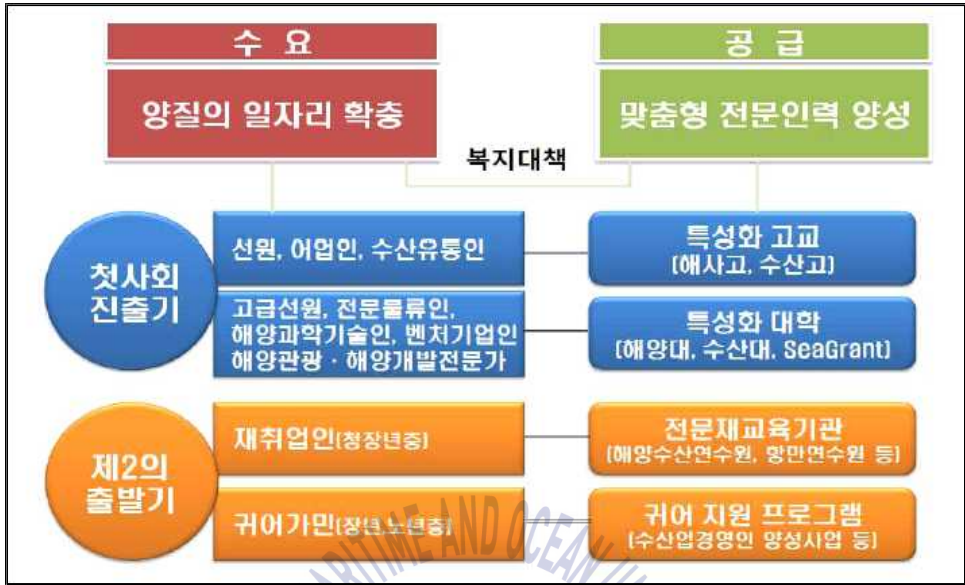 수 요
공 급
양질의 일자리 확충
맞춤형 전문인력 양성
복지대책
첫사회
진출기
선원, 어업인, 수산유통인
특성화 고교
(해사고, 수산고)
고급선원, 전문물류인,
해양과학기술인, 벤처기업인
해양관광 · 해양개발전문가
특성화 대학
(해양대, 수산대, SeaGrant)
제2의
출발기
재취업인(청장년중)
전문재교육기관
(해양수산연수원, 항만연수원 등)
귀어가민(장년,노년중)
귀어 지원 프로그램
(수산업경영인 양성사업 등)
MARITIME AND OCEAN